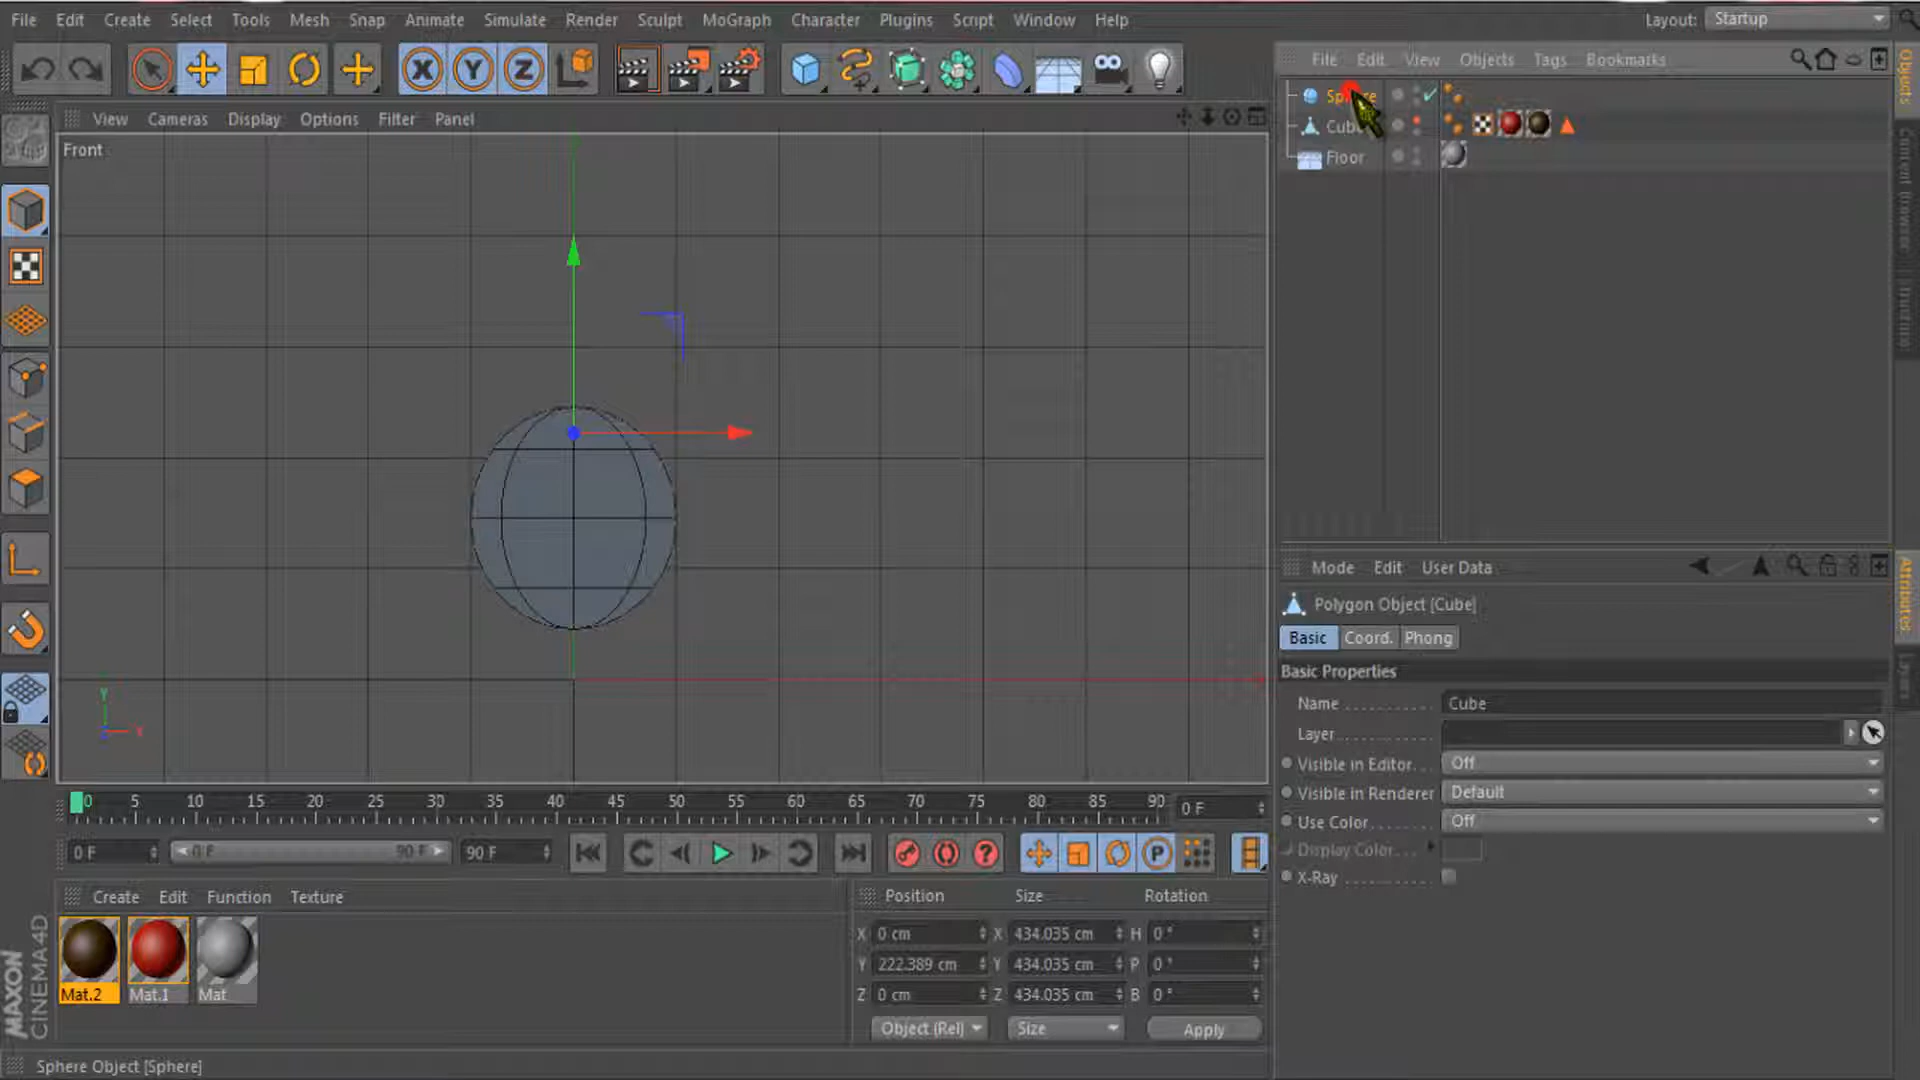 File Edit Create Select Tools Mesh Snap Animate Simulate Render Sculpt MoGraph Character Plugins Script Window Help Layout: Startup
X Y Z
File Edit View Objects Tags Bookmarks
Objects
View Cameras Display Options Filter Panel
Front
Cube
Floor
Y
X
Mode Edit User Data
Polygon Object [Cube]
Attributes
Basic Coord. Phong
Basic Properties
Name Cube
Layer
Layers
Visible in Editor Off
Visible in Renderer Default
Use Color Off
Display Color
X-Ray
0 5 10 15 20 25 30 35 40 45 50 55 60 65 70 75 80 85 90 0 F
0 F 0 F 90 F 90 F
P
Create Edit Function Texture
Position Size Rotation
X 0 cm X 434.035 cm H 0 °
Y 222.389 cm Y 434.035 cm P 0 °
Z 0 cm Z 434.035 cm B 0 °
Mat.2 Mat.1 Mat
Object (Rel) Size Apply
MAXON
CINEMA4D
Sphere Object [Sphere]